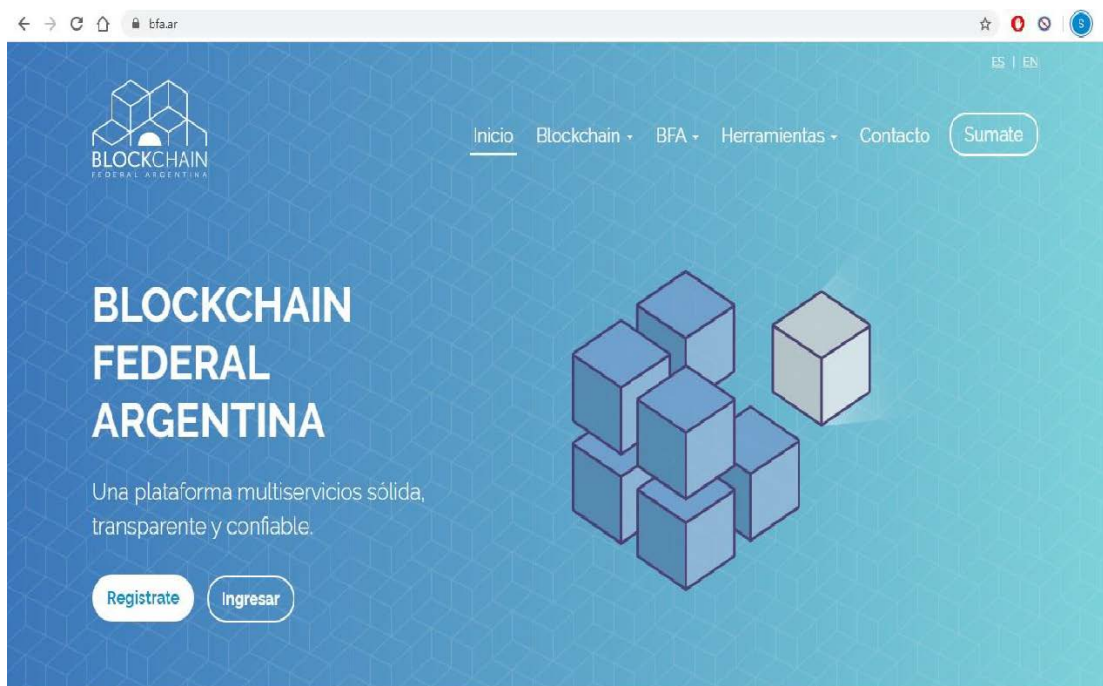 bfa.ar
S
ES | EN
BLOCKCHAIN
FEDERAL ARGENTINA
Inicio Blockchain BFA Herramientas Contacto Sumate
BLOCKCHAIN
FEDERAL
ARGENTINA
Una plataforma multiservicios sólida,
transparente y confiable.
Registrate Ingresar